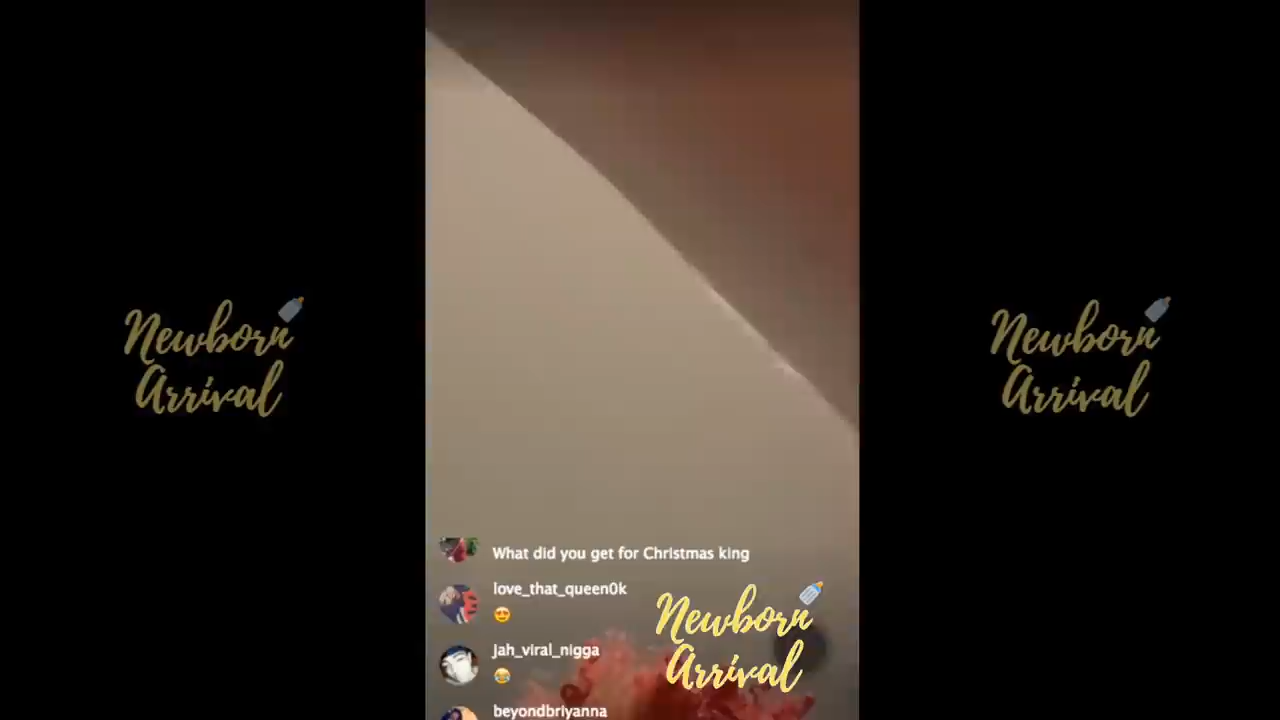 Newborn
Arrival
What did you get for Christmas king
love_that_queen0k
😍
jah_viral_nigga
😂
beyondbriyanna
Newborn
Arrival
Newborn
Arrival